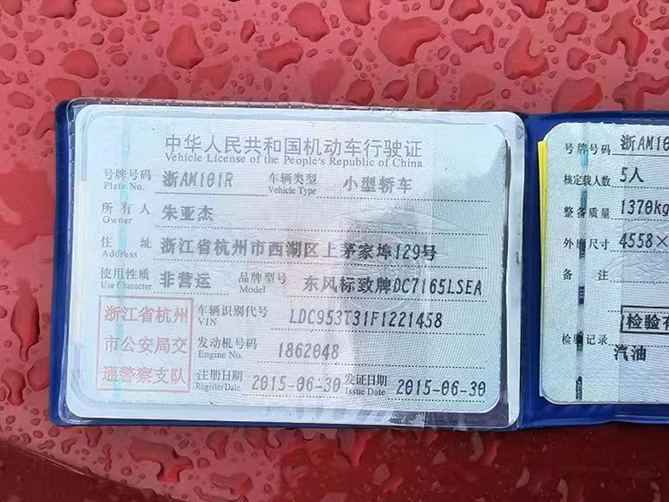 中华人民共和国机动车行驶证
Vehicle License of the People's Republic of China
号牌号码 浙AM101R 车辆类型 小型轿车
Plate No. Vehicle Type
所有人 朱亚杰
Owner
住址 浙江省杭州市西湖区上茅家埠129号
Address
使用性质 非营运 品牌型号 东风标致牌DC7165LSEA
Use Character Model
浙江省杭州
市公安局交
通警察支队
车辆识别代号 LDC953T31F1221458
VIN
发动机号码 1862048
Engine No.
注册日期 2015-06-30 发证日期 2015-06-30
Register Date Issue Date
号牌号码 浙AM101
核定载人数 5人
整备质量 1370kg
外廓尺寸 4558×
备注
检验有
检验记录
汽油